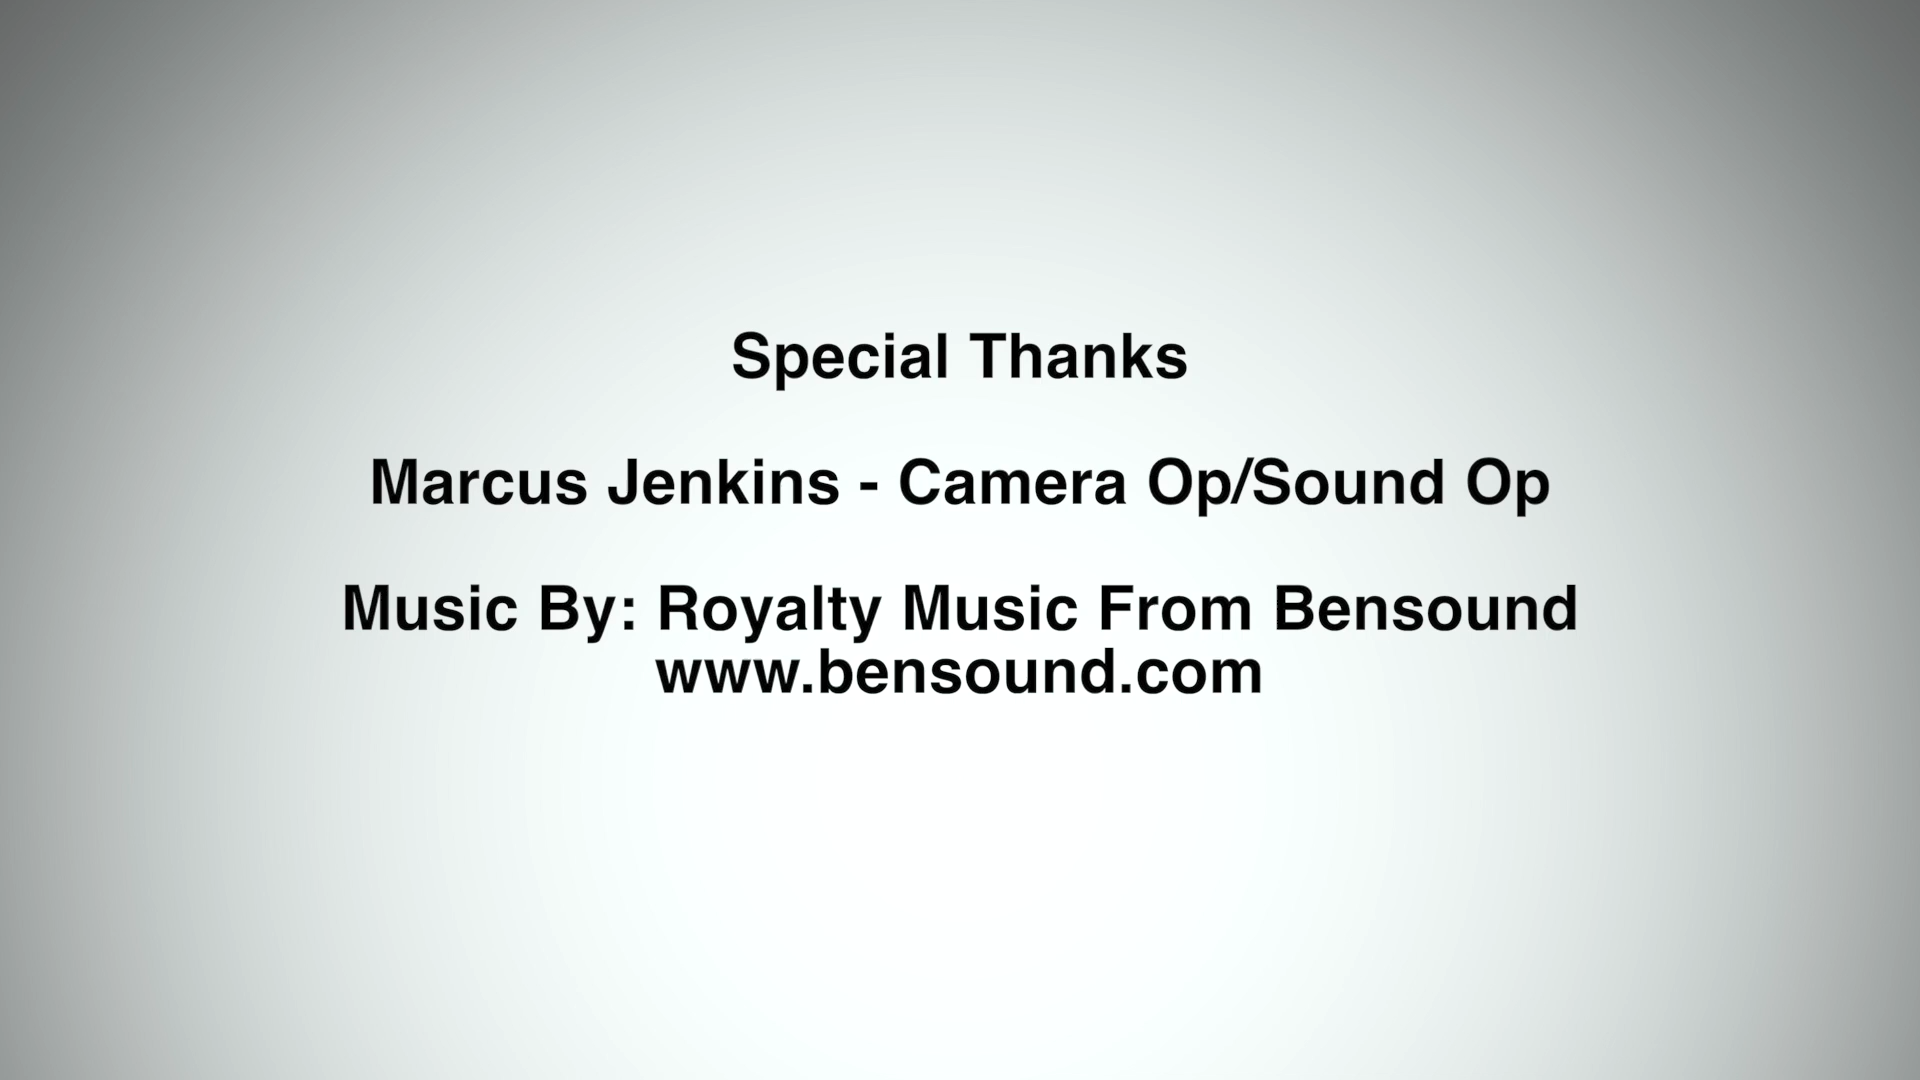 Special Thanks
Marcus Jenkins - Camera Op/Sound Op
Music By: Royalty Music From Bensound
www.bensound.com